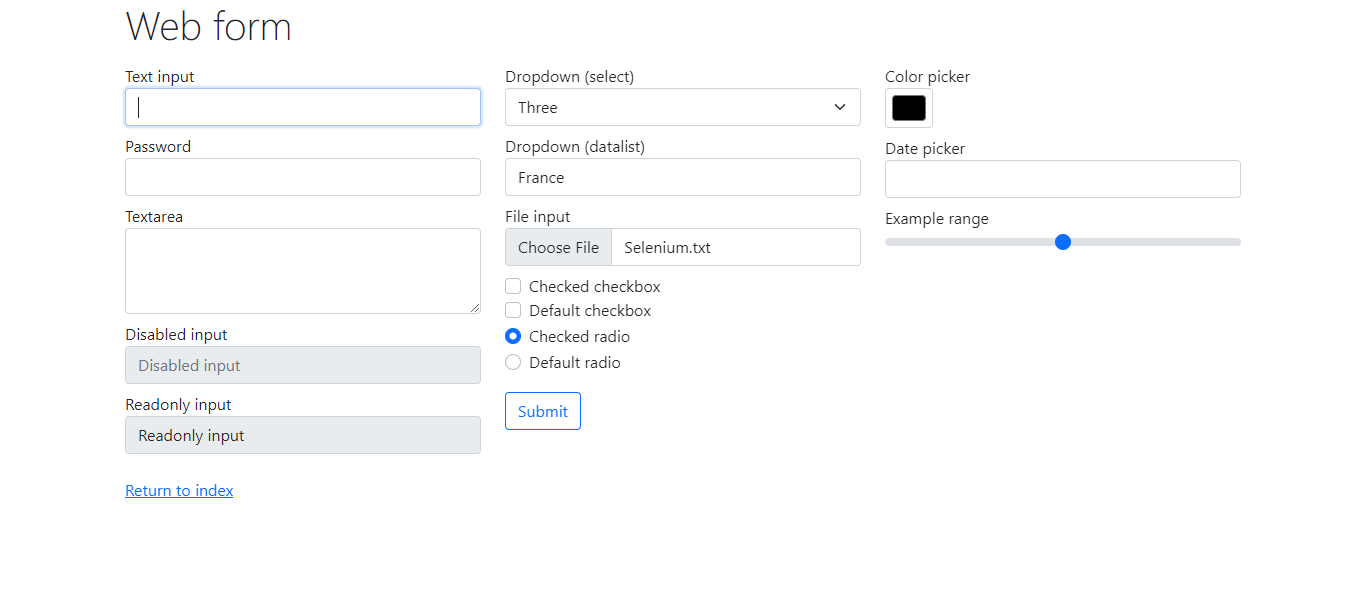 Web form
Text input
Password
Textarea
Disabled input
Disabled input
Readonly input
Readonly input
Return to index
Dropdown (select)
Three
Dropdown (datalist)
France
File input
Choose File Selenium.txt
Checked checkbox
Default checkbox
Checked radio
Default radio
Submit
Color picker
Date picker
Example range